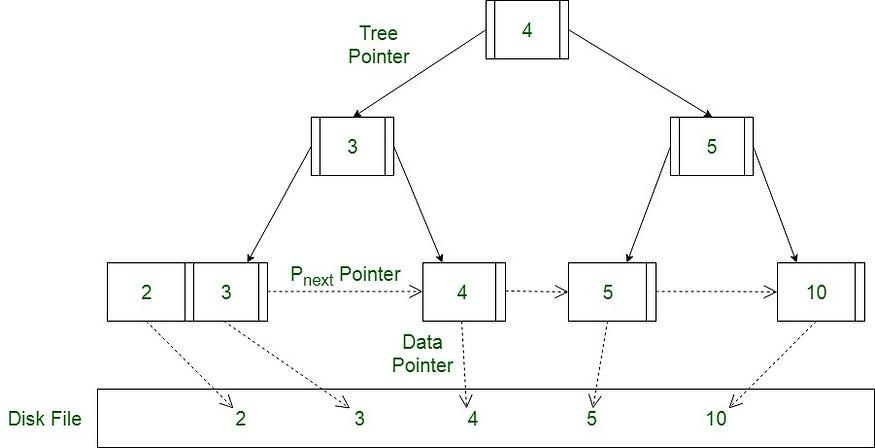 4
Tree
Pointer
3
5
2 3 P_next Pointer 4 5 10
Data
Pointer
Disk File 2 3 4 5 10